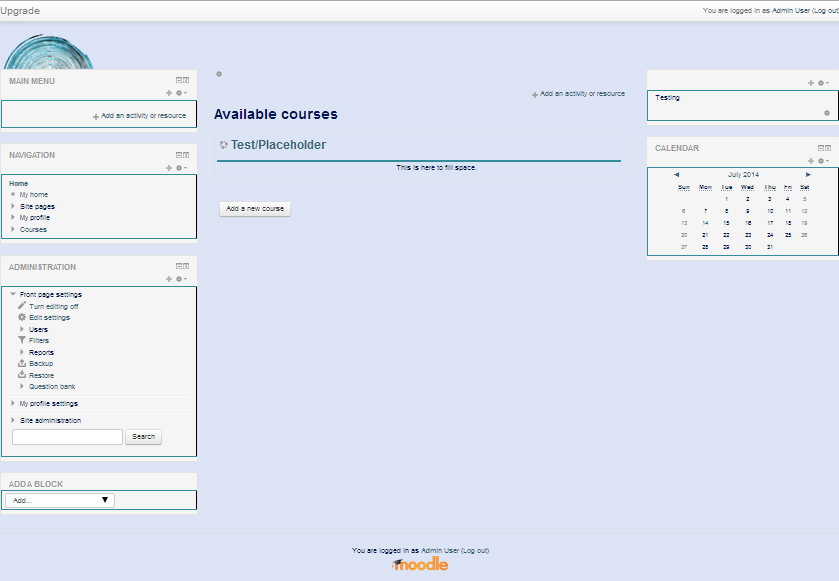 Upgrade
You are logged in as Admin User (Log out)
MAIN MENU
Add an activity or resource
NAVIGATION
Home
My home
Site pages
My profile
Courses
ADMINISTRATION
Front page settings
Turn editing off
Edit settings
Users
Filters
Reports
Backup
Restore
Question bank
My profile settings
Site administration
Search
ADD A BLOCK
Add...
Add an activity or resource
Available courses
Test/Placeholder
This is here to fill space.
Add a new course
Testing
CALENDAR
July 2014
Sun Mon Tue Wed Thu Fri Sat
1 2 3 4 5
6 7 8 9 10 11 12
13 14 15 16 17 18 19
20 21 22 23 24 25 26
27 28 29 30 31
You are logged in as Admin User (Log out)
moodle